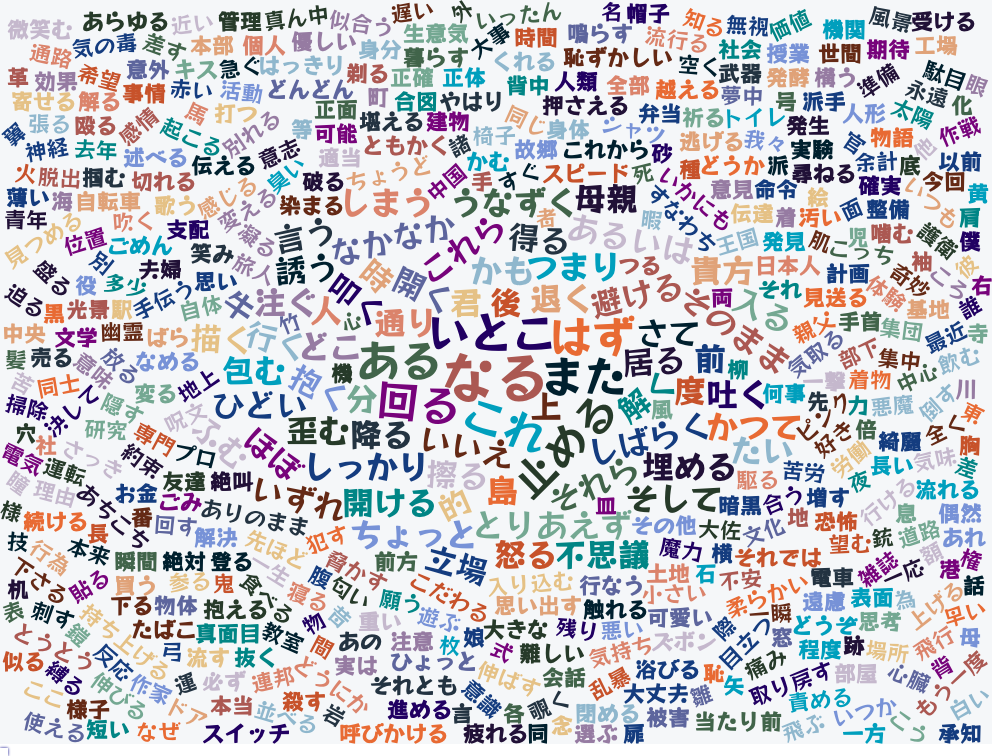 微笑む あらゆる 近い 管理 真ん中 似合う 遅い 外 いったん 名 帽子 知る 無視 価値 機関 風景 受ける
通路 気の毒 差す 本部 個人 優しい 身分 生意気 大事 時間 鳴らす 流行る 社会 授業 世間 期待 工場
革 効果 希望 意外 キス 急ぐ はっきり 暮らす くれる 恥ずかしい 空く 武器 発酵 構う 準備 駄目 眼
寄せる 解る 事情 赤い 活動 どんどん 剃る 正確 正体 背中 人類 全部 越える 夢中 号 派手 永遠 化
翼 張る 殴る 感情 馬 打つ 正面 町 合図 やはり 押さえる 弁当 祈る トイレ 発生 人形 太陽 作戦
神経 去年 起こる 別れる 等 可能 堪える 建物 椅子 同じ 身体 シャツ 逃げる 我々 官 物語 他
述べる 伝える 意志 適当 ともかく 諸 故郷 これから 砂 種 どうか 派 実験 余計 底 以前
火 脱出 掴む 切れる 臭い 破る ちょうど 中国 かむ 手 すぐ スピード 死 いかにも 意見 命令 尋ねる 確実 いつも 今回 黄
薄い 海 自転車 歌う 感じる 染まる しまう うなずく 母親 暇 すなわち 伝達 着 絵 汚い 面 整備 肩
青年 見つめる 吹く 支配 変える 凝る 言う なかなか これら 得る 者 あるいは 王国 発見 肌 こっち 児 噛む 護衛 僕
位置 ごめん 笑み 旅人 誘う 時 開く かも つまり つる 貴方 日本人 計画 奇妙 袖 ころ 彼 右
盛る 別 役 多少 夫婦 手伝う 思い 叩く 君 後 退く 避ける そのまま 両 それ 見送る 体験 基地 誰
迫る 黒 光景 駅 自体 牛 注ぐ 人 心 通り いとこ はず さて 入る 親父 手首 集団 最近 寺
中央 文学 幽霊 ばら 描く 行く 竹 どこ ある なる また 居る 前 柳 気取る 部下 集中 飲む
髪 売る 意味 放る なめる 包む 抱く 機 分 回る これ 上 止める 解く 風 度 吐く 何事 一撃 着物 中心 川
苦 同士 て 隠す 変る 地上 ひどい 歪む 降る いいえ しばらく かつて 先 ピンク 力 悪魔 倒す 東
掃除 決して 穴 社 研究 呪文 ふむ ほぼ しっかり 擦る 島 それら 埋める たい 好き 倍 労働 綺麗 全く 胸
電気 運転 さっき 専門 約束 プロ 友達 絶叫 いずれ 開ける 的 皿 そして 駆る 苦労 夜 長い 気味 差
瞳 理由 あちこち お金 ごみ ありのまま ちょっと とりあえず その他 暗黒 合う 増す 行ける 流れる
様 続ける 長 番 回す 解決 先ほど 犯す 怒る 不思議 大佐 文化 地 恐怖 望む 銃 息 道路 偶然 あれ
技 行為 本来 瞬間 絶対 登る 一生 脅かす 前方 立場 魔力 横 それでは 電車 雑誌 一応 朝 港 権
机 下さる 貼る 買う 参る 鬼 食べる 寝る 腹 匂い こだわる 入り込む 行なう 土地 石 小さい 不安 柔らかい 話
表 刺す 鎧 持ち上げる 下る 物体 抱える 物 昔 願う 遊ぶ 思い出す 触れる 可愛い 際 一瞬 遠慮 表面 為 上げる 早い
とうとう 反応 たばこ 真面目 教室 間 あの 重い 注意 枚 娘 大きな 残り 悪い 気持ち ズボン 目立つ 窓 どうぞ 思考 飛行 母
似る 縛る 弓 流す 抜く 実は ひょっと 式 難しい 会話 乱暴 浴びる 恥 痛み 程度 跡 場所 背
ここ 伸びる 作家 運 必ず 連邦 どうにか それとも 意識 伸ばす 大丈夫 離 矢 取り戻す 部屋 心臓 もう一度
様子 ドア 本当 並べる 殺す 岩 進める 言 各 覗く 念 閉める 被害 当たり前 責める いつか 白い
使える 短い なぜ スイッチ 呼びかける 疲れる 同 選ぶ 扉 飛ぶ 一方 承知